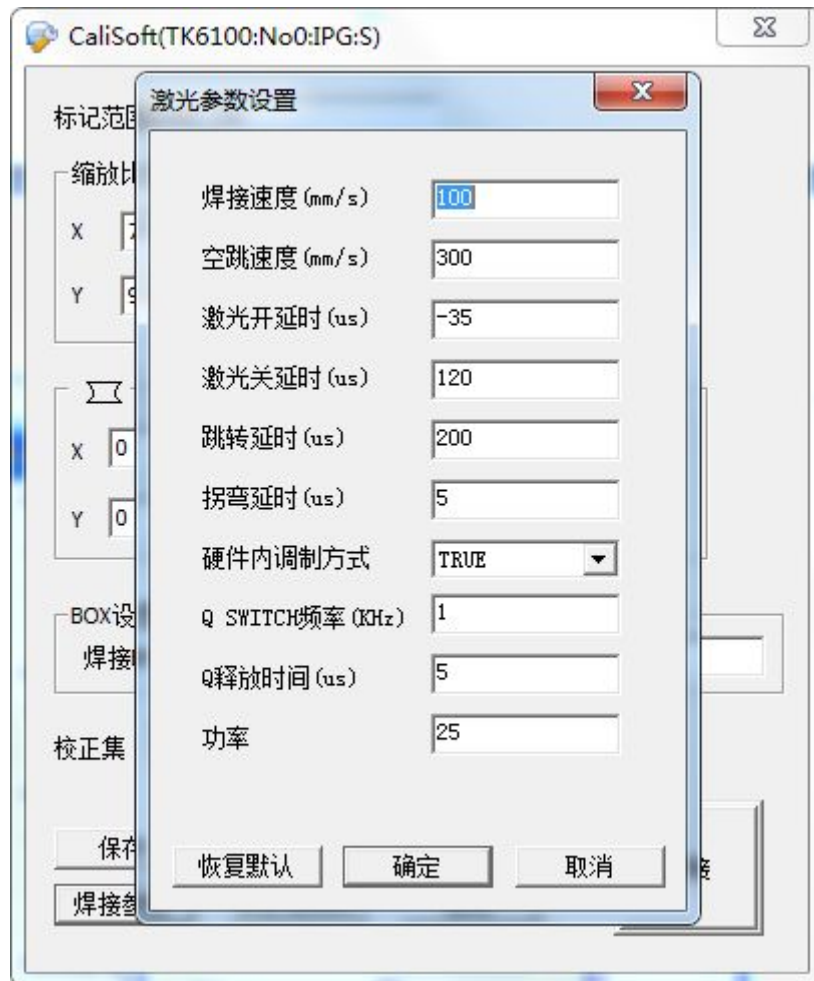 CaliSoft(TK6100:No0:IPG:S)
激光参数设置
标记范
缩放比
X
Y
焊接速度(mm/s) 100
空跳速度(mm/s) 300
激光开延时(us) -35
激光关延时(us) 120
跳转延时(us) 200
拐弯延时(us) 5
硬件内调制方式 TRUE
Q SWITCH频率(KHz) 1
Q释放时间(us) 5
功率 25
X 0
Y 0
BOX设
焊接
校正集
保存
焊接参
恢复默认 确定 取消